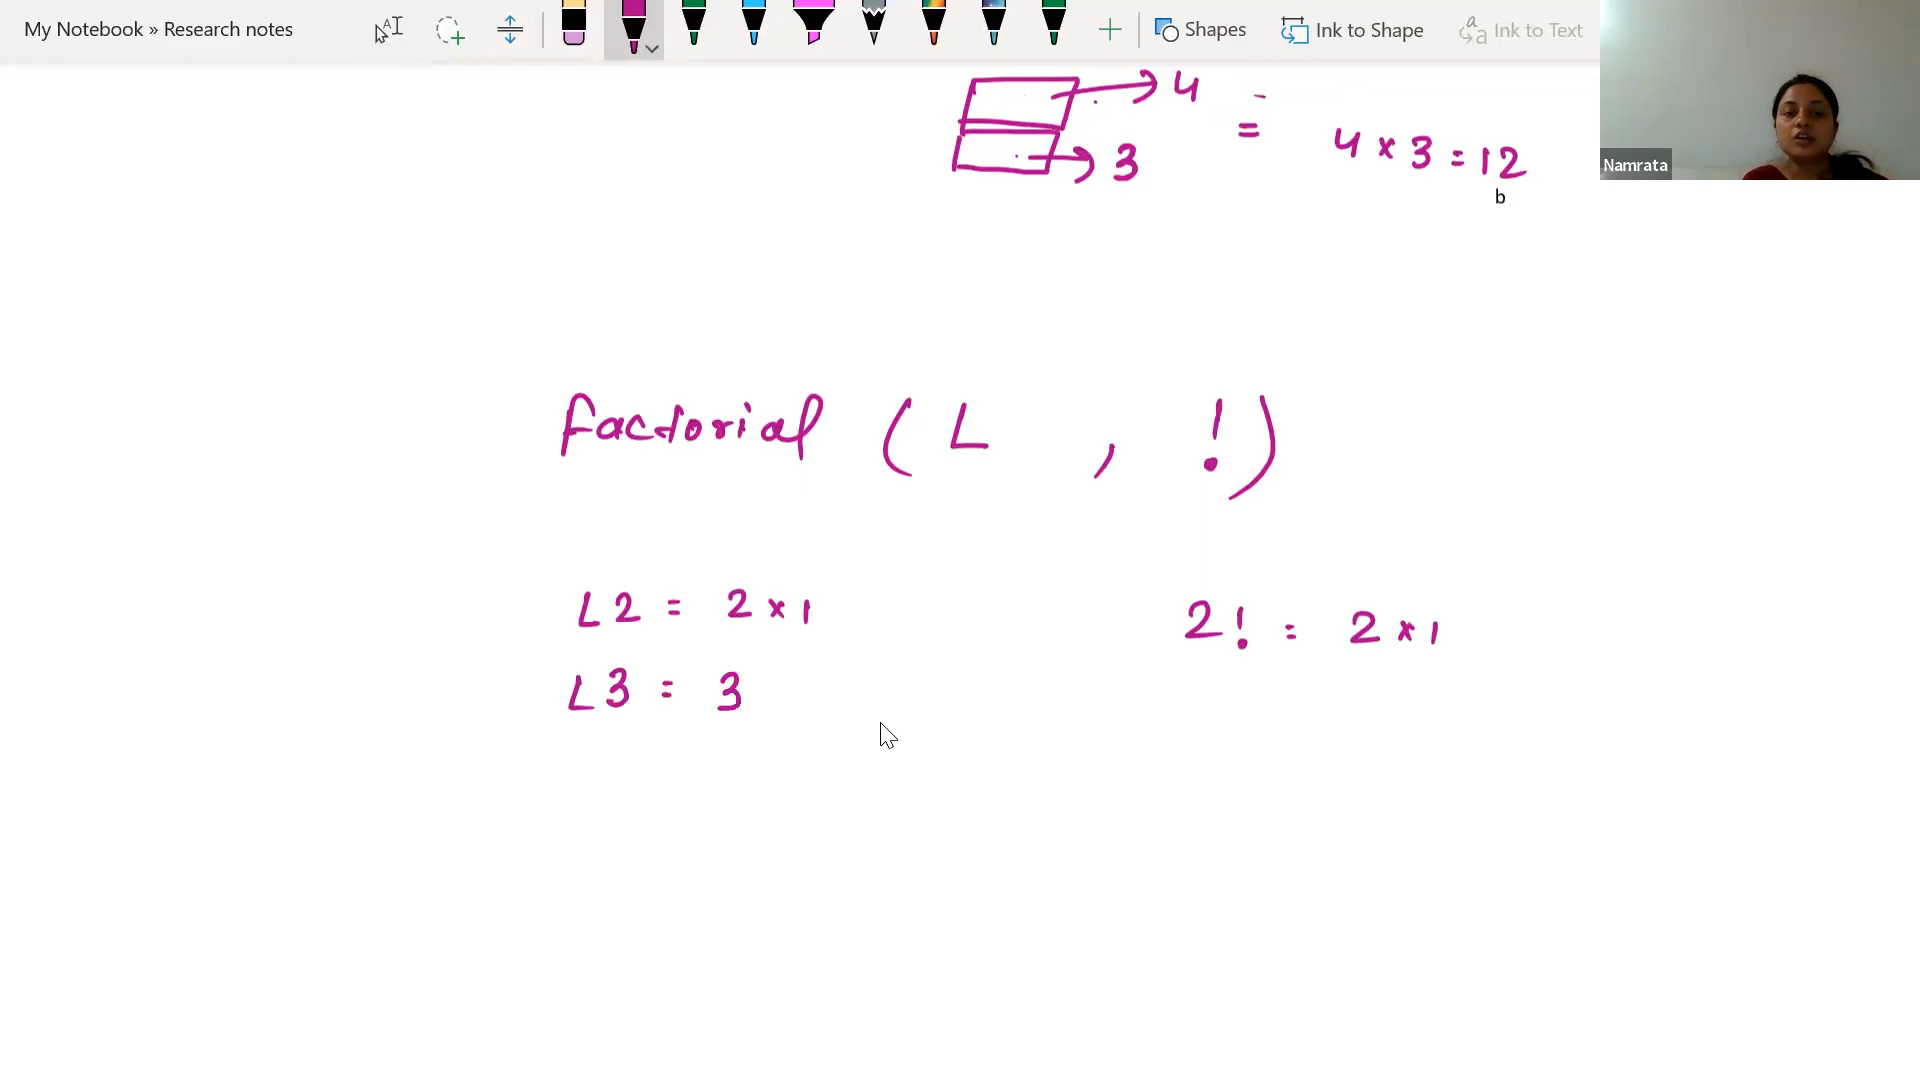 My Notebook » Research notes
Shapes
Ink to Shape
Ink to Text
Namrata
4
=
4 × 3 = 12
3
b
factorial ( L , ! )
L2 = 2 × 1
2! = 2 × 1
L3 = 3